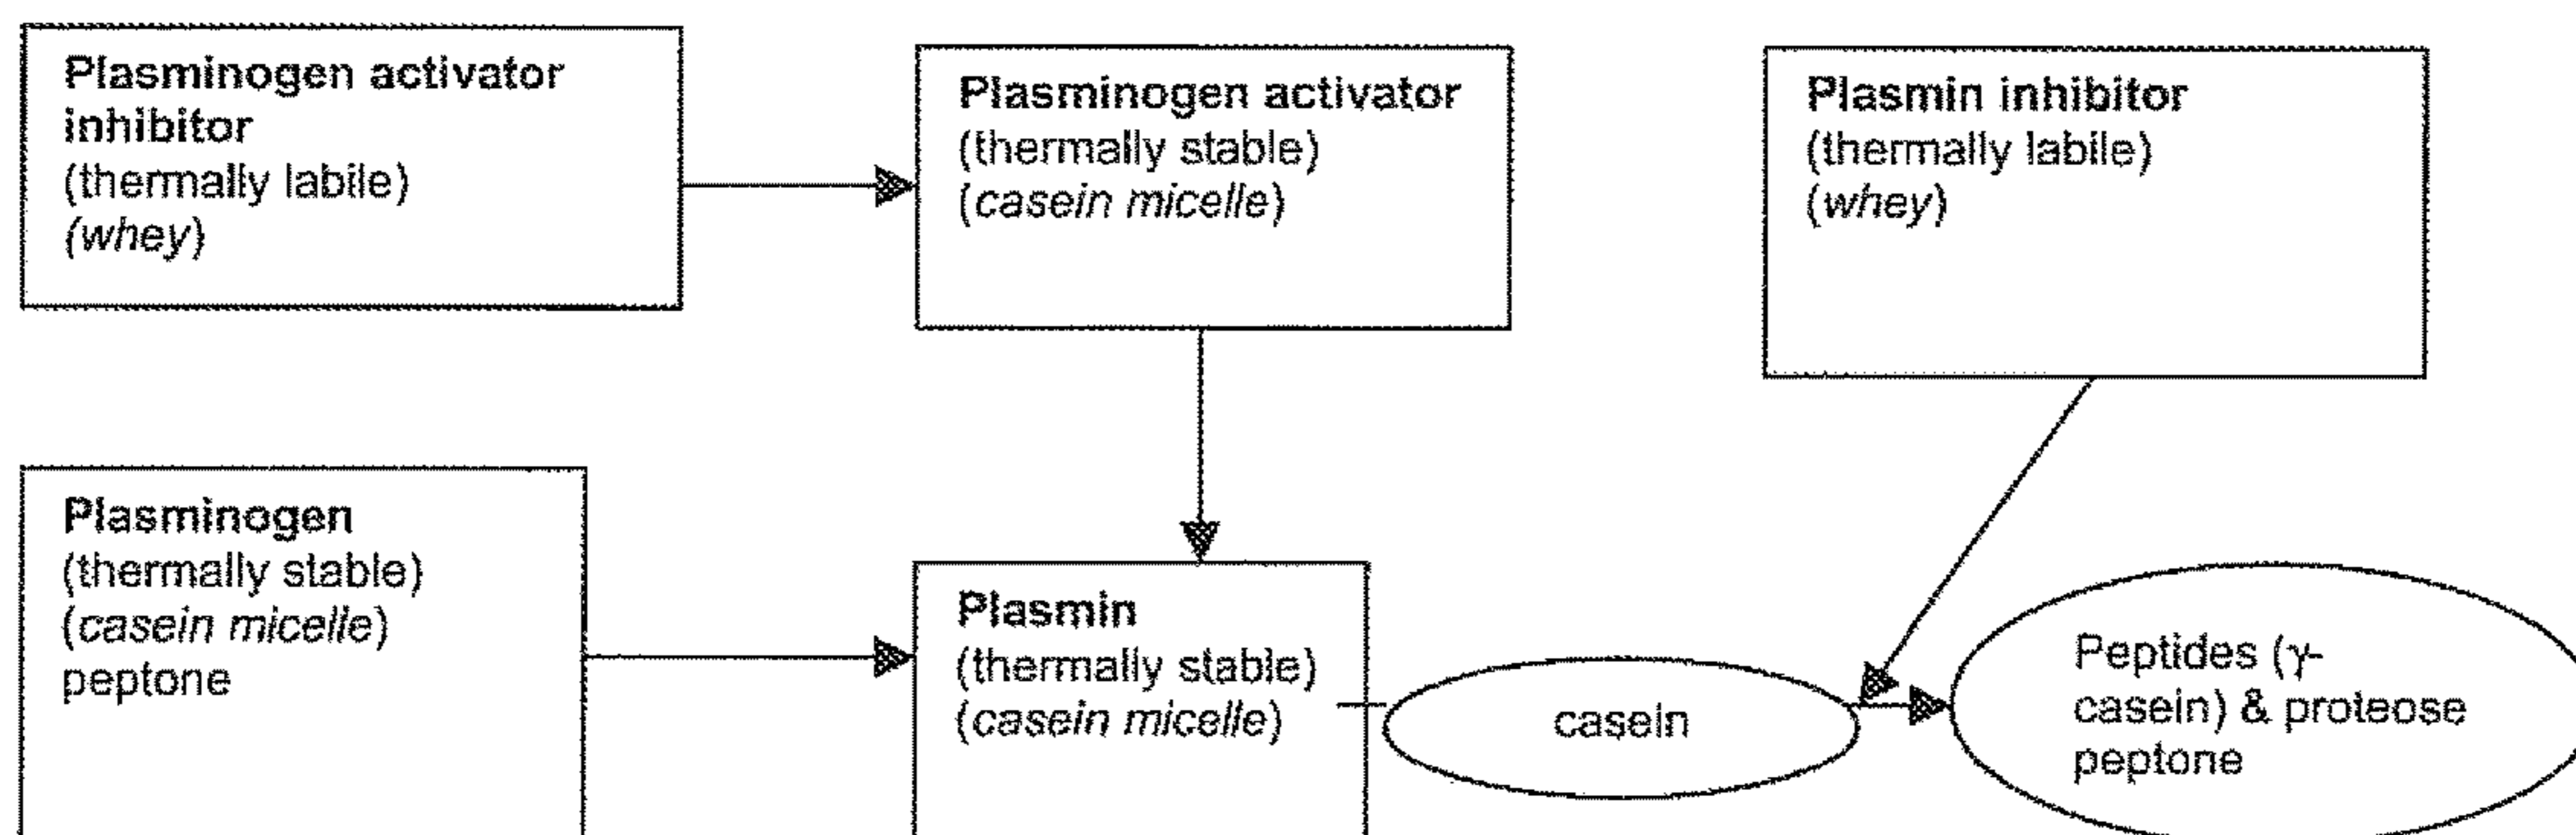 Plasminogen activator
inhibitor
(thermally labile)
(whey)
Plasminogen activator
(thermally stable)
(casein micelle)
Plasmin inhibitor
(thermally labile)
(whey)
Plasminogen
(thermally stable)
(casein micelle)
peptone
Plasmin
(thermally stable)
(casein micelle)
casein
Peptides (γ-
casein) & proteose
peptone